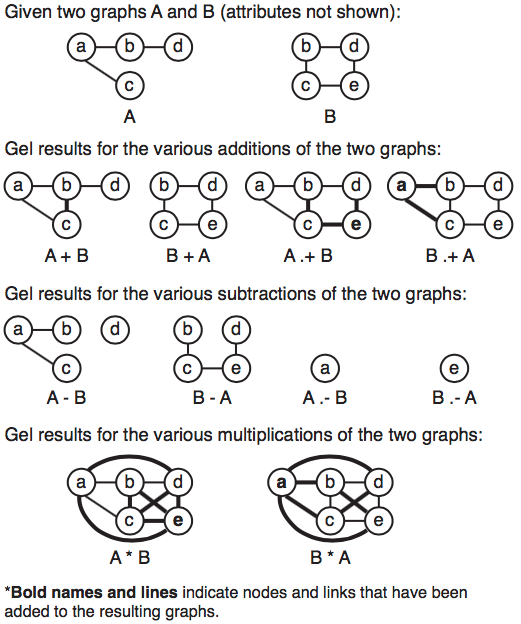 Given two graphs A and B (attributes not shown):
a b d b d
c c e
A B
Gel results for the various additions of the two graphs:
a b d b d a b d a b d
c c e c e c e
A + B B + A A .+ B B .+ A
Gel results for the various subtractions of the two graphs:
a b d b d
c c e a e
A - B B - A A .- B B .- A
Gel results for the various multiplications of the two graphs:
a b d a b d
c e c e
A * B B * A
*Bold names and lines indicate nodes and links that have been
added to the resulting graphs.